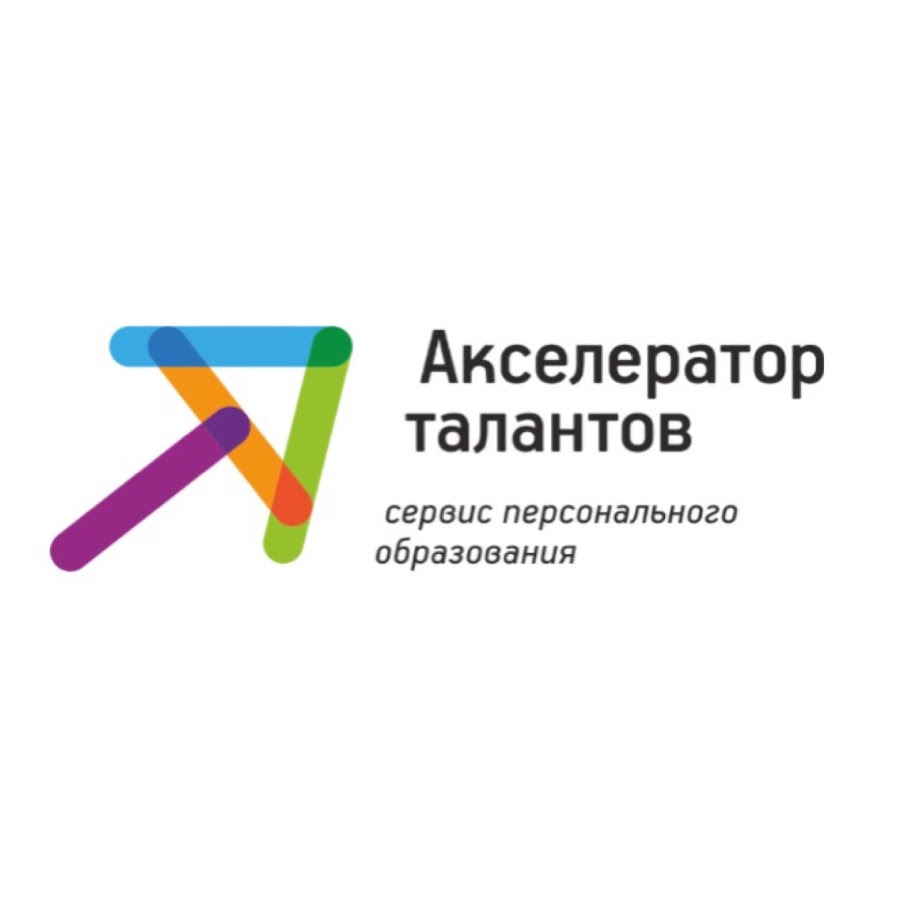 Акселератор
талантов
сервис персонального
образования